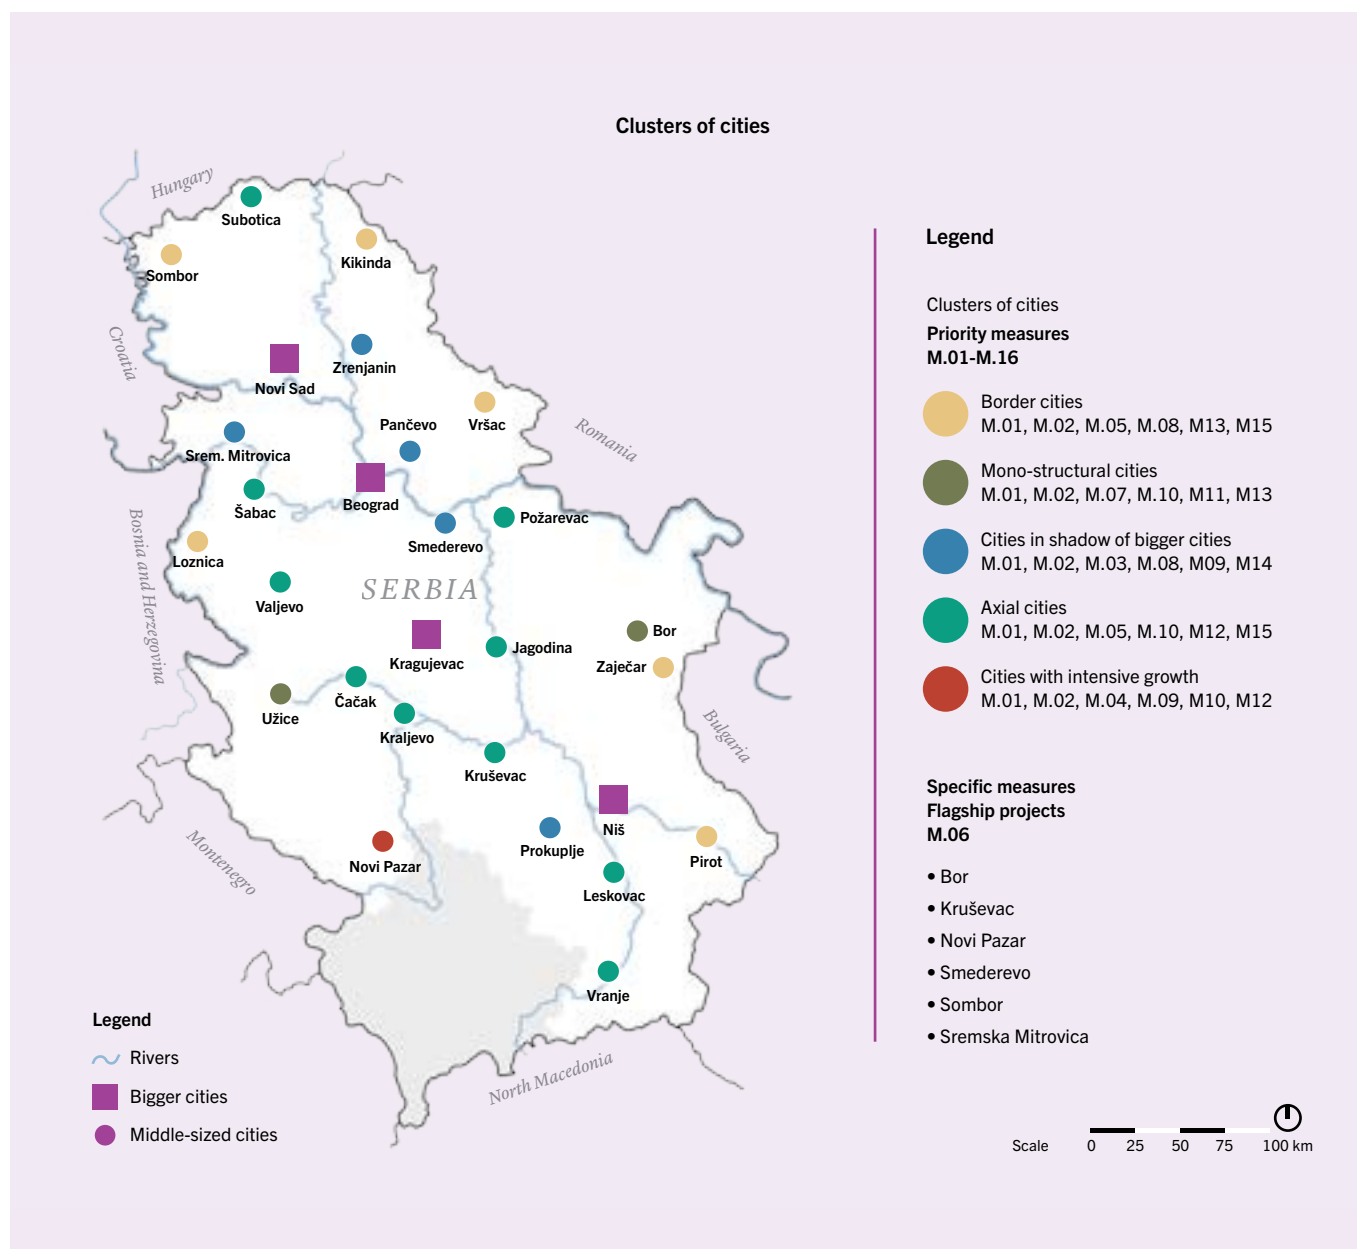 Clusters of cities
Hungary
Subotica
Kikinda
Sombor
Croatia
Zrenjanin
Novi Sad
Pančevo
Vršac
Romania
Srem. Mitrovica
Beograd
Šabac
Požarevac
Smederevo
Bosnia and Herzegovina
Loznica
SERBIA
Valjevo
Bor
Jagodina
Kragujevac
Zaječar
Čačak
Užice
Kraljevo
Bulgaria
Kruševac
Niš
Prokuplje
Pirot
Novi Pazar
Montenegro
Leskovac
Vranje
North Macedonia
Legend
Rivers
Bigger cities
Middle-sized cities
Legend
Clusters of cities
Priority measures
M.01-M.16
Border cities
M.01, M.02, M.05, M.08, M13, M15
Mono-structural cities
M.01, M.02, M.07, M.10, M11, M13
Cities in shadow of bigger cities
M.01, M.02, M.03, M.08, M09, M14
Axial cities
M.01, M.02, M.05, M.10, M12, M15
Cities with intensive growth
M.01, M.02, M.04, M.09, M10, M12
Specific measures
Flagship projects
M.06
• Bor
• Kruševac
• Novi Pazar
• Smederevo
• Sombor
• Sremska Mitrovica
Scale 0 25 50 75 100 km